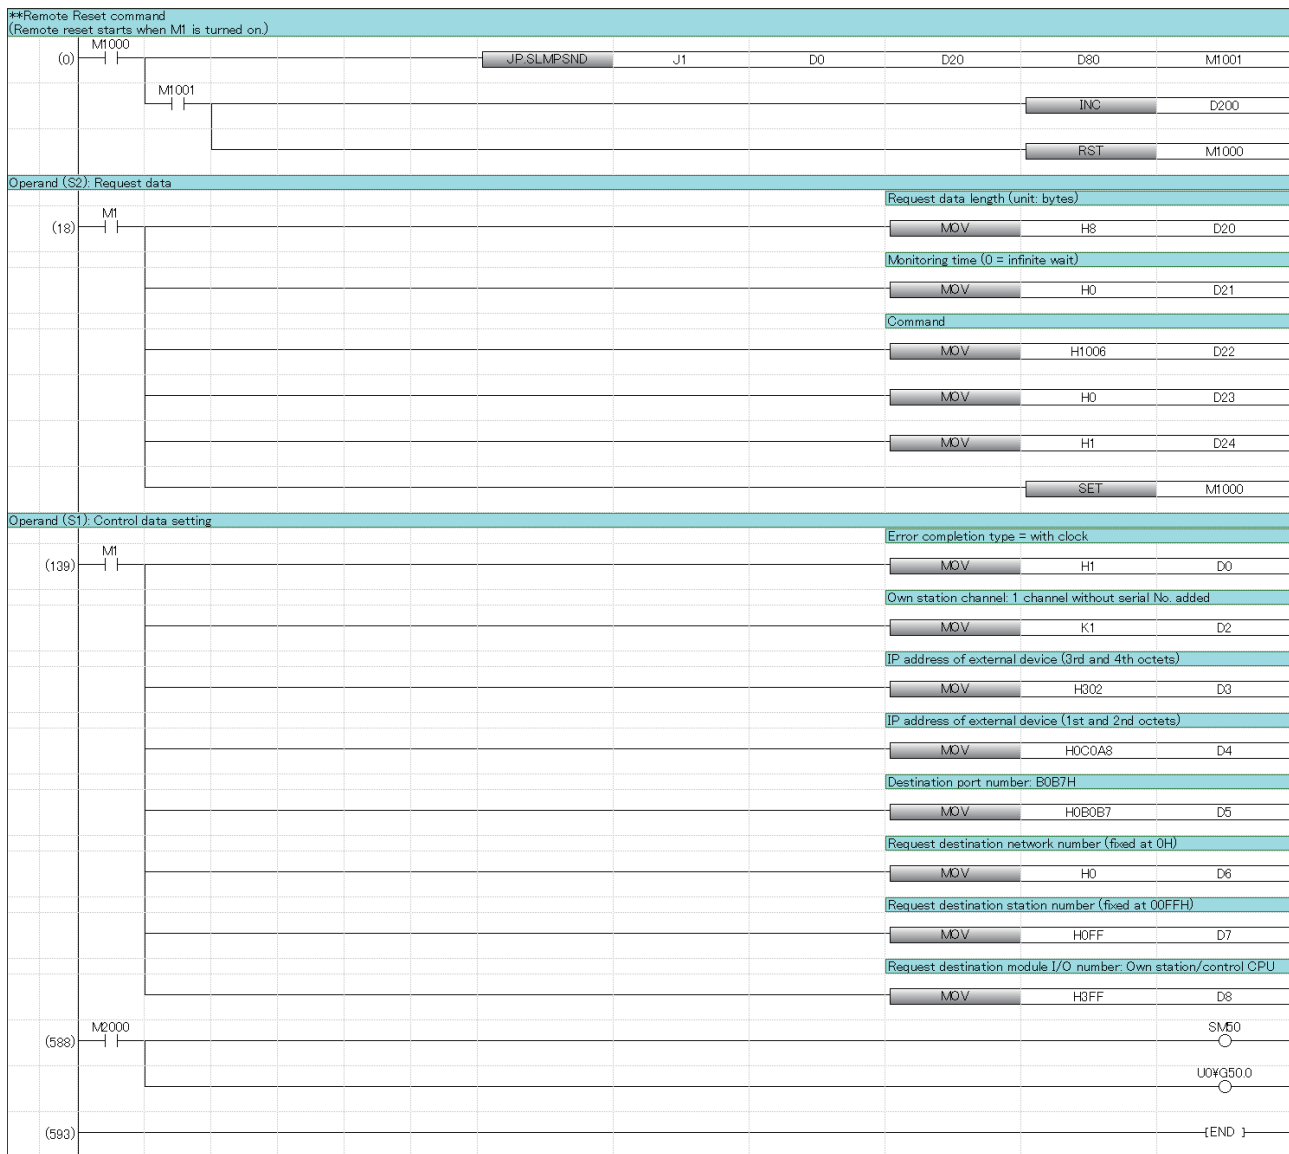 **Remote Reset command
(Remote reset starts when M1 is turned on.)
M1000
(0) JP.SLMPSND J1 D0 D20 D80 M1001
M1001
INC D200
RST M1000
Operand (S2): Request data
Request data length (unit: bytes)
M1
(18) MOV H8 D20
Monitoring time (0 = infinite wait)
MOV H0 D21
Command
MOV H1006 D22
MOV H0 D23
MOV H1 D24
SET M1000
Operand (S1): Control data setting
Error completion type = with clock
M1
(139) MOV H1 D0
Own station channel: 1 channel without serial No. added
MOV K1 D2
IP address of external device (3rd and 4th octets)
MOV H302 D3
IP address of external device (1st and 2nd octets)
MOV H0C0A8 D4
Destination port number: B0B7H
MOV H0B0B7 D5
Request destination network number (fixed at 0H)
MOV H0 D6
Request destination station number (fixed at 00FFH)
MOV H0FF D7
Request destination module I/O number: Own station/control CPU
MOV H3FF D8
M2000 SM50
(588)
U0¥G50.0
(593) [END ]